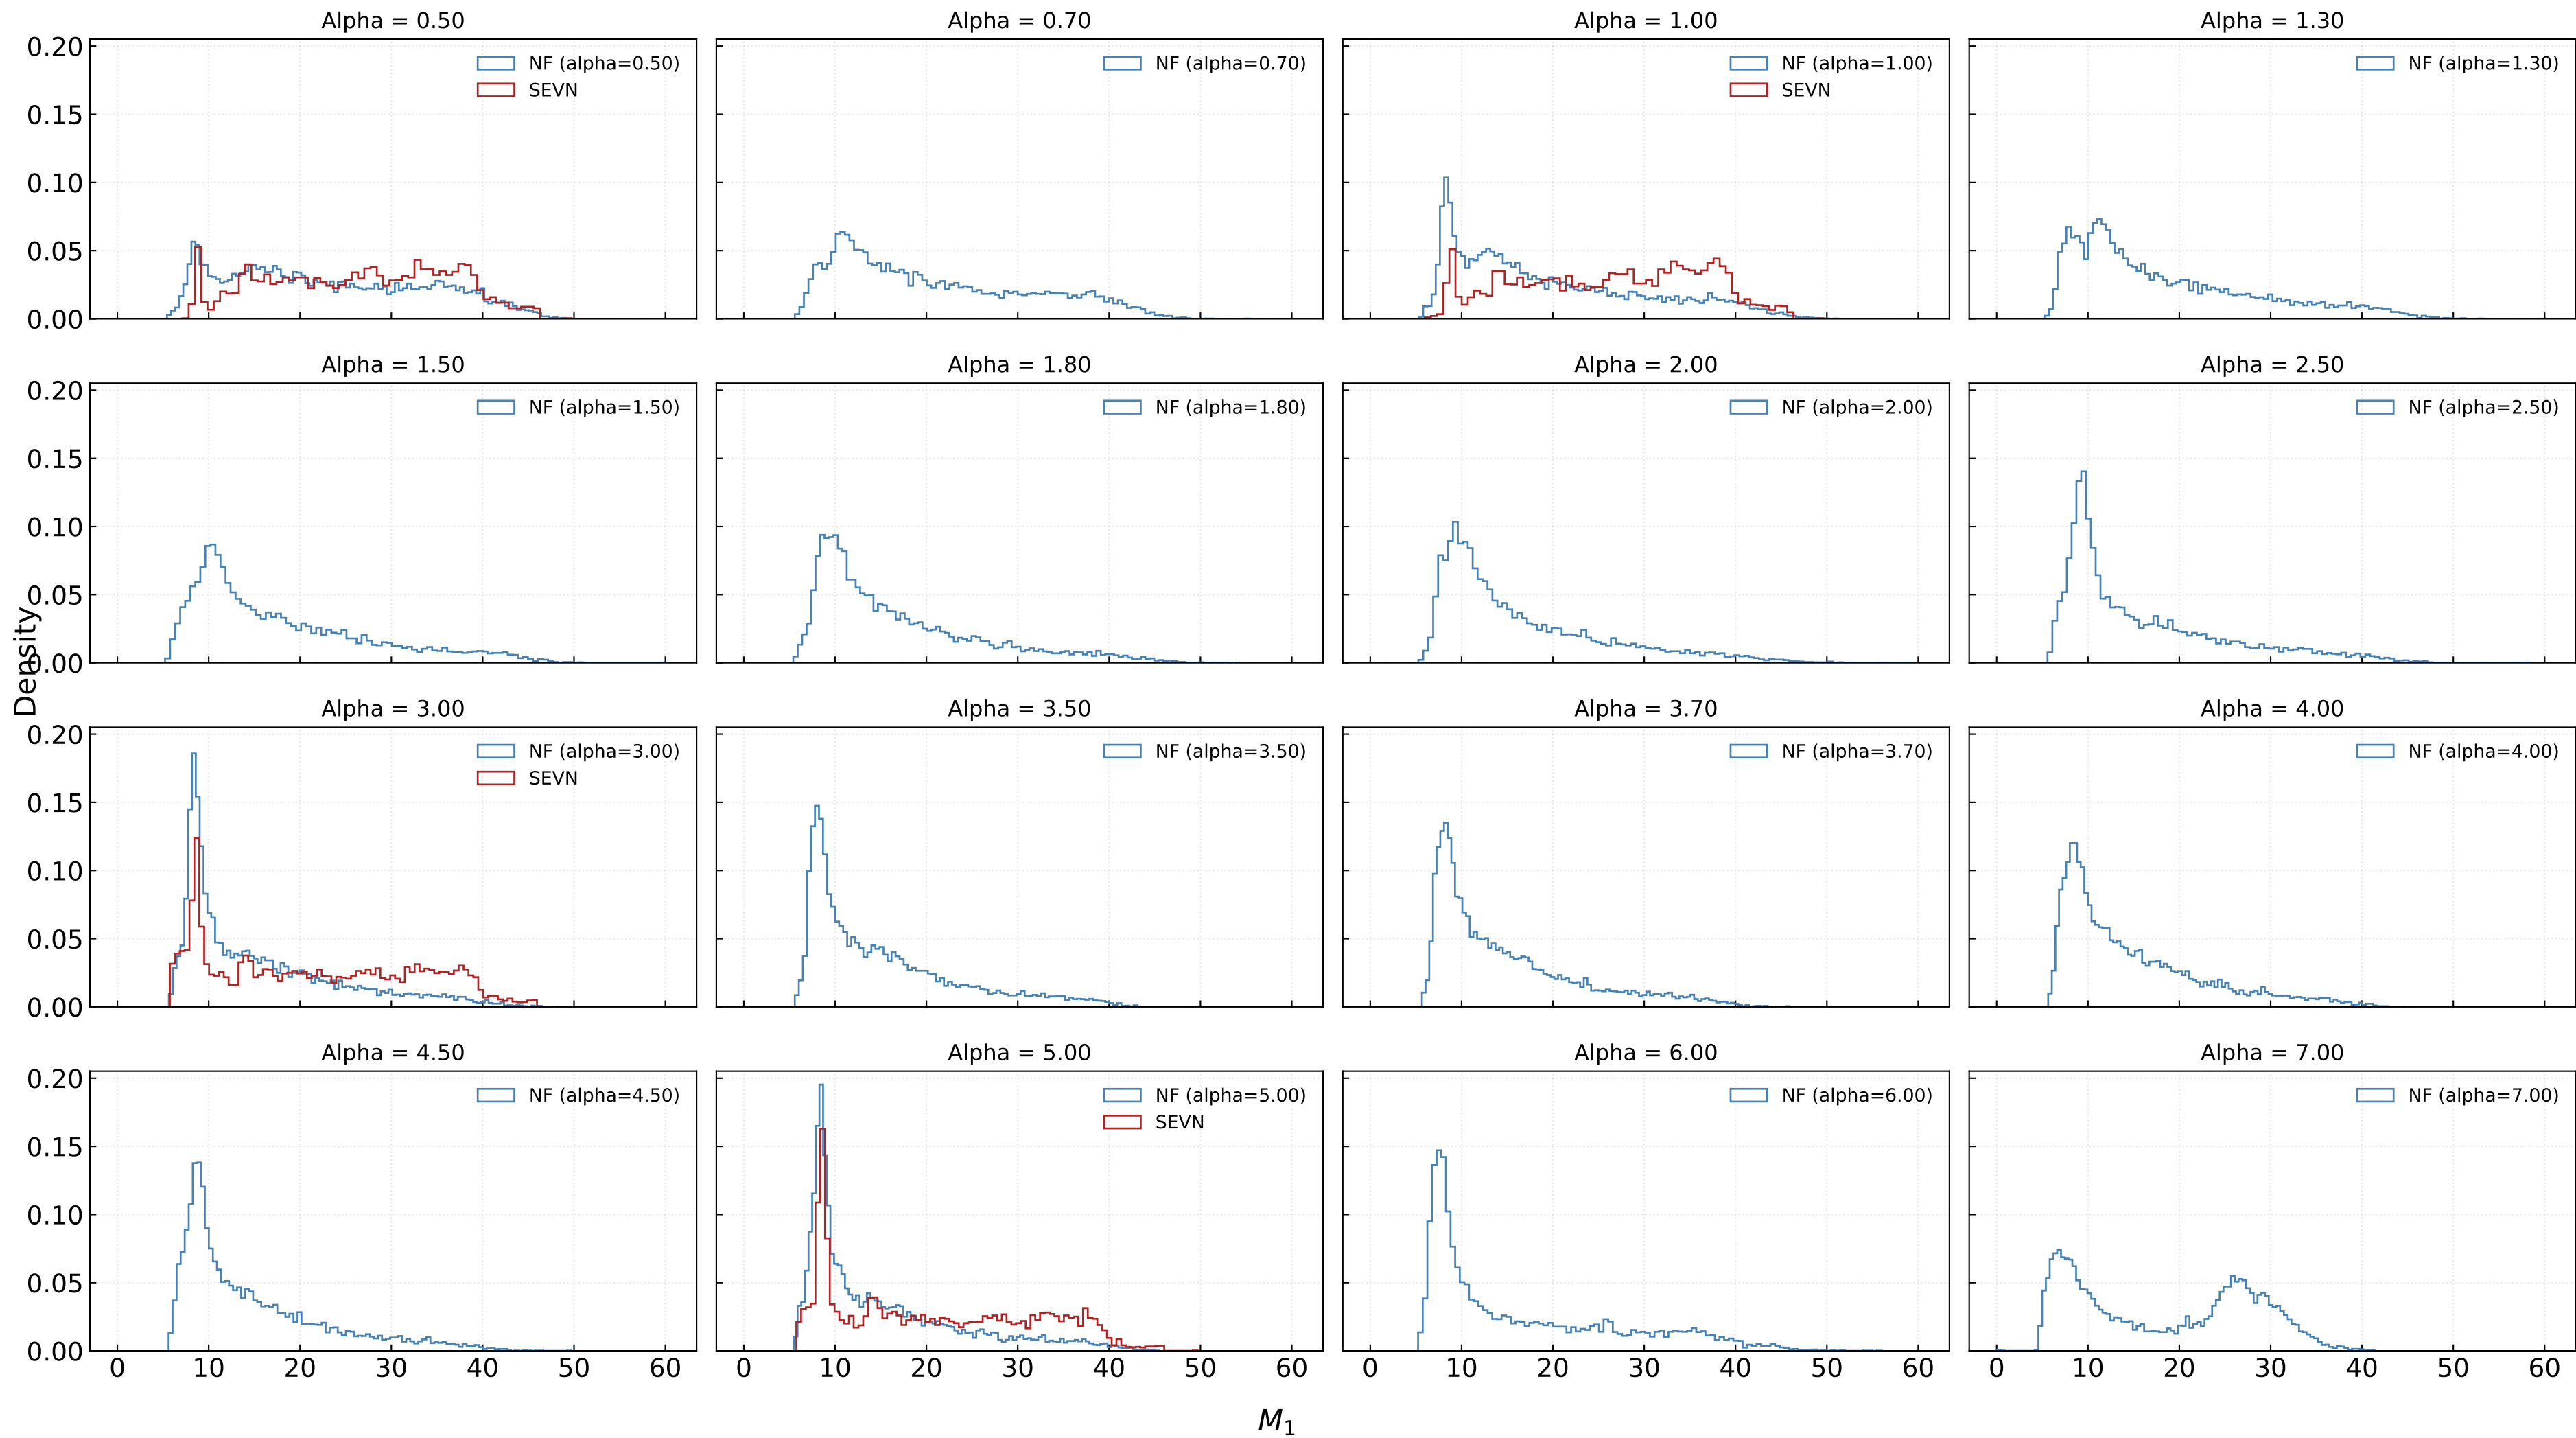 Alpha = 0.50
Alpha = 0.70
Alpha = 1.00
Alpha = 1.30
0.20
0.15
0.10
0.05
0.00
NF (alpha=0.50)
SEVN
NF (alpha=0.70)
NF (alpha=1.00)
SEVN
NF (alpha=1.30)
Alpha = 1.50
Alpha = 1.80
Alpha = 2.00
Alpha = 2.50
0.20
0.15
0.10
0.05
0.00
NF (alpha=1.50)
NF (alpha=1.80)
NF (alpha=2.00)
NF (alpha=2.50)
Density
Alpha = 3.00
Alpha = 3.50
Alpha = 3.70
Alpha = 4.00
0.20
0.15
0.10
0.05
0.00
NF (alpha=3.00)
SEVN
NF (alpha=3.50)
NF (alpha=3.70)
NF (alpha=4.00)
Alpha = 4.50
Alpha = 5.00
Alpha = 6.00
Alpha = 7.00
0.20
0.15
0.10
0.05
0.00
NF (alpha=4.50)
NF (alpha=5.00)
SEVN
NF (alpha=6.00)
NF (alpha=7.00)
0 10 20 30 40 50 60
0 10 20 30 40 50 60
0 10 20 30 40 50 60
0 10 20 30 40 50 60
M₁